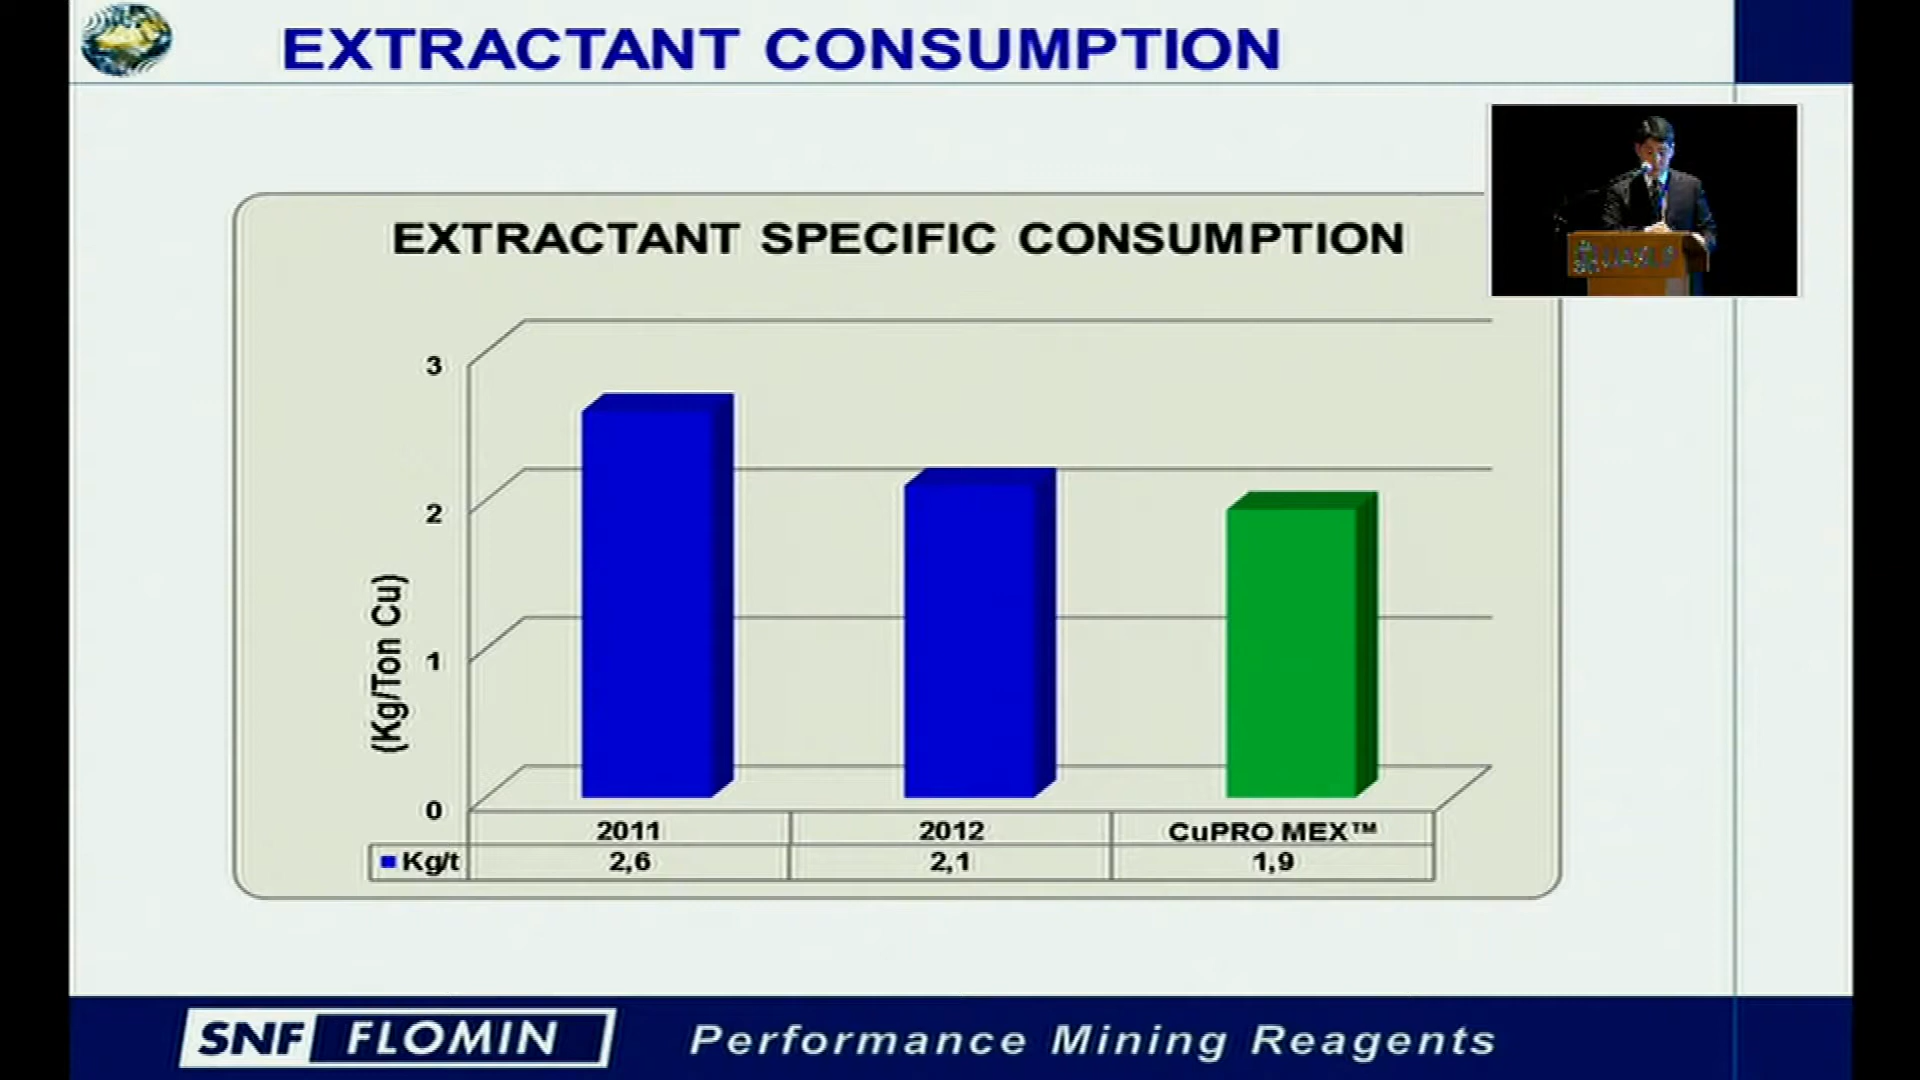 EXTRACTANT CONSUMPTION
EXTRACTANT SPECIFIC CONSUMPTION
3
2
1
0
(Kg/Ton Cu)
2011 2012 CuPRO MEX™
Kg/t 2,6 2,1 1,9
SNF FLOMIN Performance Mining Reagents